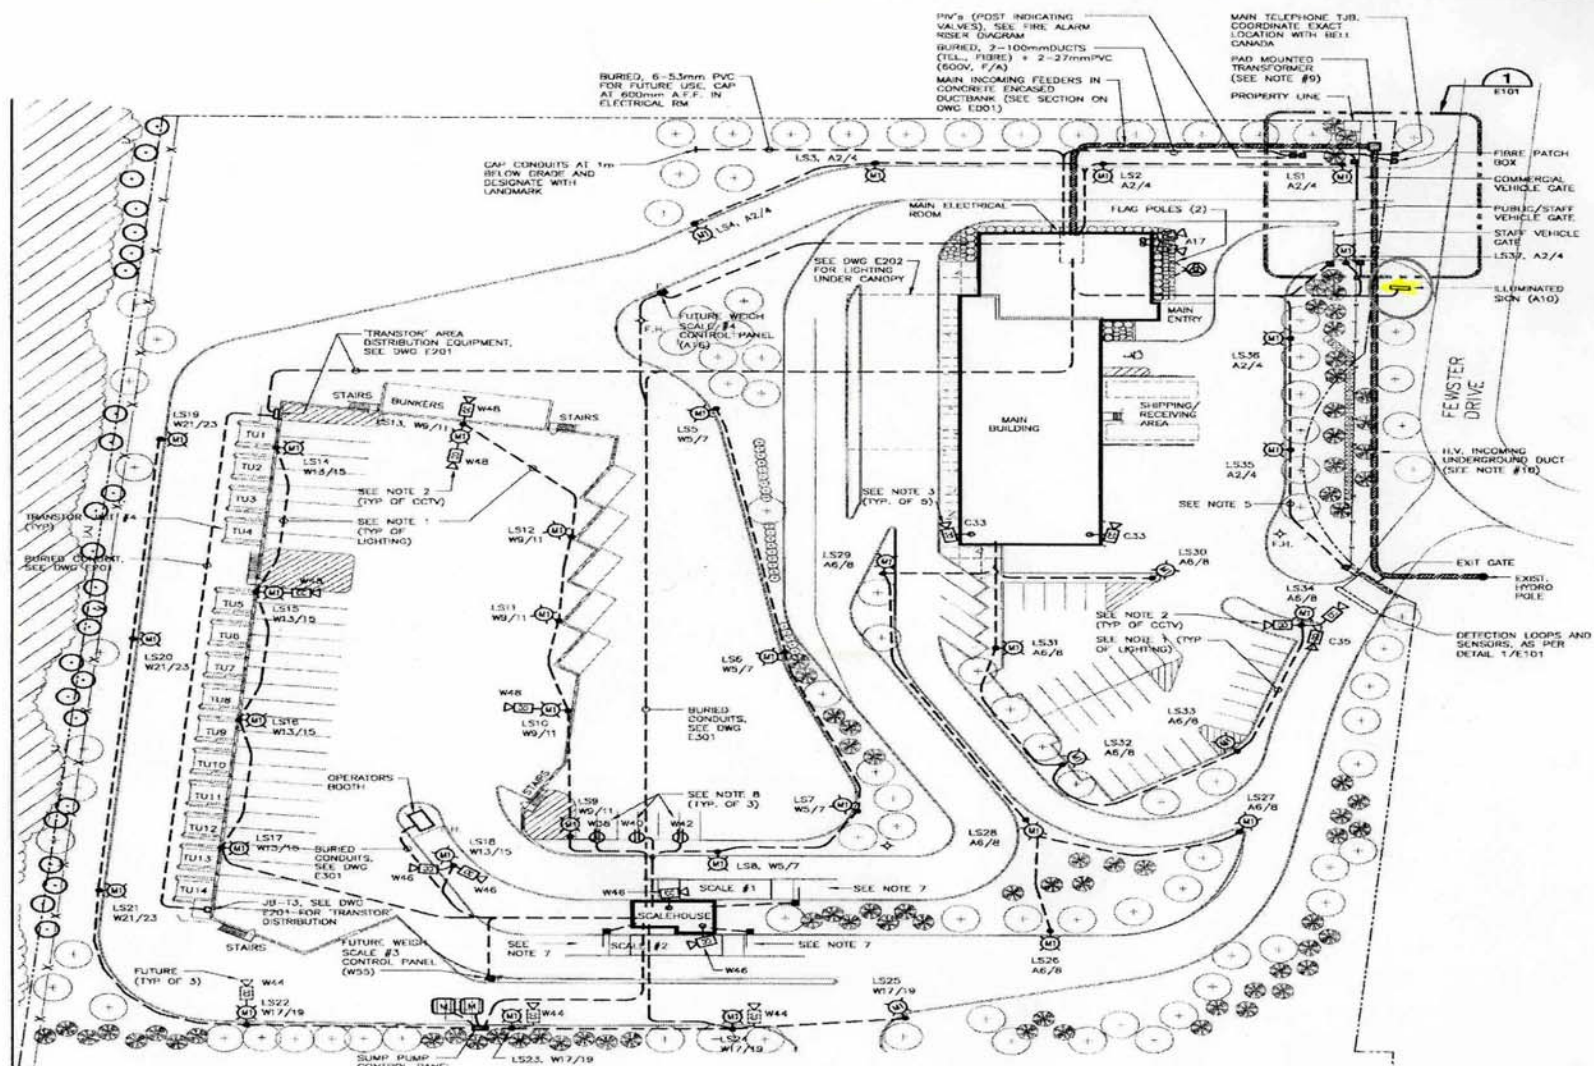 PIV's (POST INDICATING
VALVES), SEE FIRE ALARM
RISER DIAGRAM
BURIED, 2-100mmDUCTS
(TEL., FIBRE) + 2-27mmPVC
(600V, F/A)
MAIN INCOMING FEEDERS IN
CONCRETE ENCASED
DUCTBANK (SEE SECTION ON
DWG E001)
MAIN TELEPHONE TJB.
COORDINATE EXACT
LOCATION WITH BELL
CANADA
PAD MOUNTED
TRANSFORMER
(SEE NOTE #9)
PROPERTY LINE
1
E101
BURIED, 6-53mm PVC
FOR FUTURE USE, CAP
AT 600mm A.F.F. IN
ELECTRICAL RM
CAP CONDUITS AT 1m
BELOW GRADE AND
DESIGNATE WITH
LANDMARK
LS3, A2/4
LS4, A2/4
LS2
A2/4
LS1
A2/4
FIBRE PATCH
BOX
COMMERCIAL
VEHICLE GATE
PUBLIC/STAFF
VEHICLE GATE
STAFF VEHICLE
GATE
LS37, A2/4
ILLUMINATED
SIGN (A10)
MAIN ELECTRICAL
ROOM
FLAG POLES (2)
A17
SEE DWG E202
FOR LIGHTING
UNDER CANOPY
MAIN
ENTRY
F.H.
FUTURE WEIGH
SCALE #4
CONTROL PANEL
(A16)
'TRANSTOR' AREA
DISTRIBUTION EQUIPMENT,
SEE DWG E201
LS36
A2/4
FEWSTER
DRIVE
STAIRS
BUNKERS
W48
STAIRS
LS13, W9/11
W48
LS5
W5/7
MAIN
BUILDING
SHIPPING/
RECEIVING
AREA
LS19
W21/23
LS14
W13/15
TU1
TU2
TU3
TU4
SEE NOTE 2
(TYP OF CCTV)
SEE NOTE 1
(TYP OF
LIGHTING)
SEE NOTE 3
(TYP. OF 5)
LS35
A2/4
H.V. INCOMING
UNDERGROUND DUCT
(SEE NOTE #10)
SEE NOTE 5
TRANSTOR UNIT #4
(TYP)
BURIED CONDUIT,
SEE DWG E201
LS12
W9/11
C33
C33
F.H.
LS29
A6/8
LS30
A6/8
EXIT GATE
EXIST.
HYDRO
POLE
W48
LS15
W13/15
TU5
TU6
TU7
TU8
TU9
TU10
TU11
TU12
TU13
TU14
LS11
W9/11
LS34
A6/8
SEE NOTE 2
(TYP OF CCTV)
SEE NOTE 1 (TYP
OF LIGHTING)
C35
DETECTION LOOPS AND
SENSORS, AS PER
DETAIL 1/E101
LS20
W21/23
LS6
W5/7
LS31
A6/8
LS16
W13/15
W48
LS10
W9/11
BURIED
CONDUITS,
SEE DWG
E301
LS33
A6/8
LS32
A6/8
OPERATORS
BOOTH
STAIRS
LS9
W9/11
W38
W40
W42
SEE NOTE 8
(TYP. OF 3)
LS7
W5/7
LS27
A6/8
LS28
A6/8
LS17
BURIED
CONDUITS,
SEE DWG
E301
LS18
W13/15
W46
W46
LS8, W5/7
W46
SCALE #1
SEE NOTE 7
SCALEHOUSE
LS21
W21/23
JB-T3, SEE DWG
E201 FOR 'TRANSTOR'
DISTRIBUTION
STAIRS
FUTURE WEIGH
SCALE #3
CONTROL PANEL
(W55)
SEE
NOTE 7
SCALE #2
SEE NOTE 7
W46
LS26
A6/8
FUTURE
(TYP OF 3)
W44
LS22
W17/19
W44
W44
LS25
W17/19
LS24
W17/19
LS23, W17/19
SUMP PUMP
CONTROL PANEL